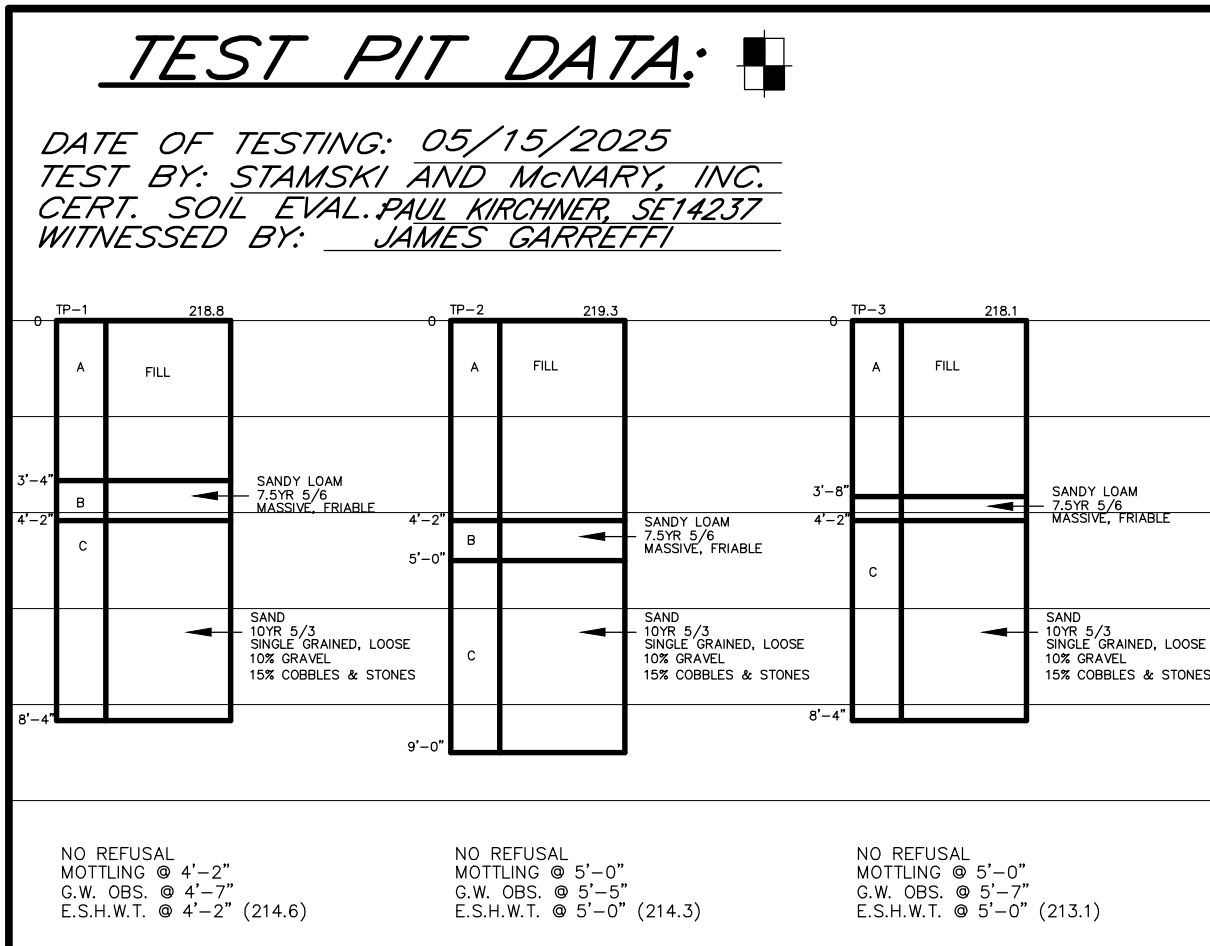 TEST PIT DATA:
DATE OF TESTING: 05/15/2025
TEST BY: STAMSKI AND McNARY, INC.
CERT. SOIL EVAL.: PAUL KIRCHNER, SE14237
WITNESSED BY: JAMES GARREFFI
TP-1 218.8
0
A
FILL
3'-4"
B
SANDY LOAM
7.5YR 5/6
MASSIVE, FRIABLE
4'-2"
C
SAND
10YR 5/3
SINGLE GRAINED, LOOSE
10% GRAVEL
15% COBBLES & STONES
8'-4"
NO REFUSAL
MOTTLING @ 4'-2"
G.W. OBS. @ 4'-7"
E.S.H.W.T. @ 4'-2" (214.6)
TP-2 219.3
0
A
FILL
4'-2"
B
SANDY LOAM
7.5YR 5/6
MASSIVE, FRIABLE
5'-0"
C
SAND
10YR 5/3
SINGLE GRAINED, LOOSE
10% GRAVEL
15% COBBLES & STONES
9'-0"
NO REFUSAL
MOTTLING @ 5'-0"
G.W. OBS. @ 5'-5"
E.S.H.W.T. @ 5'-0" (214.3)
TP-3 218.1
0
A
FILL
3'-8"
SANDY LOAM
7.5YR 5/6
MASSIVE, FRIABLE
4'-2"
C
SAND
10YR 5/3
SINGLE GRAINED, LOOSE
10% GRAVEL
15% COBBLES & STONES
8'-4"
NO REFUSAL
MOTTLING @ 5'-0"
G.W. OBS. @ 5'-7"
E.S.H.W.T. @ 5'-0" (213.1)